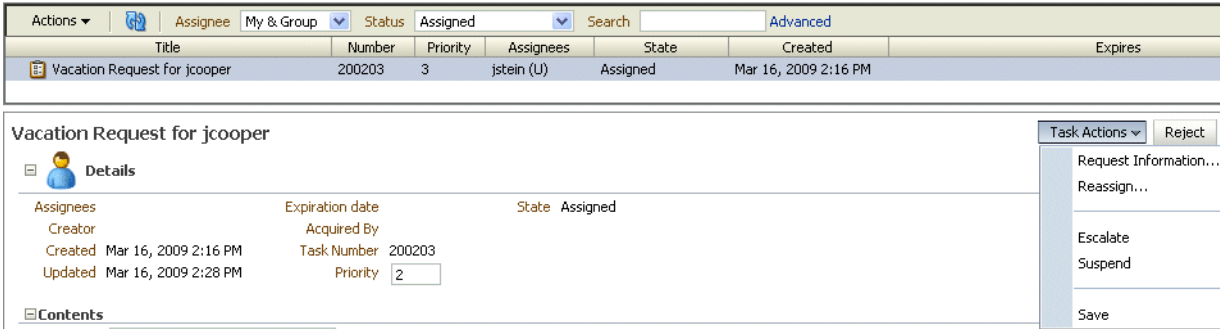 Actions Assignee My & Group Status Assigned Search Advanced
Title Number Priority Assignees State Created Expires
Vacation Request for jcooper 200203 3 jstein (U) Assigned Mar 16, 2009 2:16 PM
Vacation Request for jcooper Task Actions Reject
Request Information...
Details
Reassign...
Assignees Expiration date State Assigned
Creator Acquired By
Escalate
Created Mar 16, 2009 2:16 PM Task Number 200203
Suspend
Updated Mar 16, 2009 2:28 PM Priority 2
Contents Save